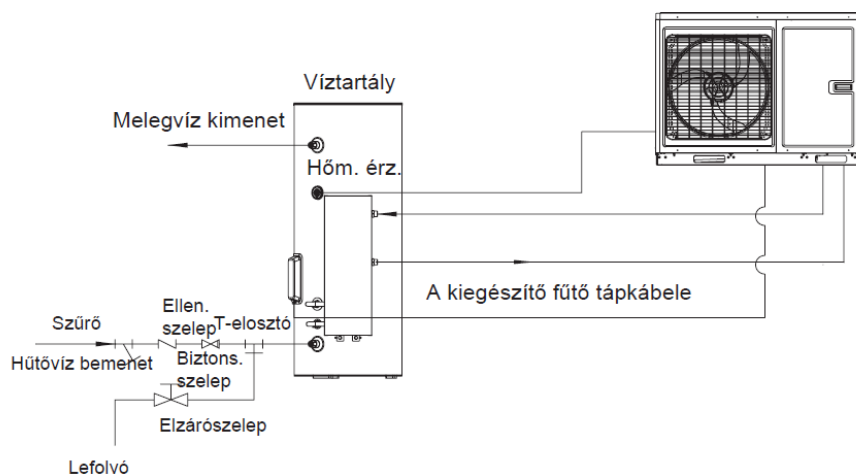 Víztartály
Melegvíz kimenet
Hőm. érz.
A kiegészítő fűtő tápkábele
Ellen.
szelep
Szűrő
T-elosztó
Hűtővíz bemenet
Biztons.
szelep
Elzárószelep
Lefolyó